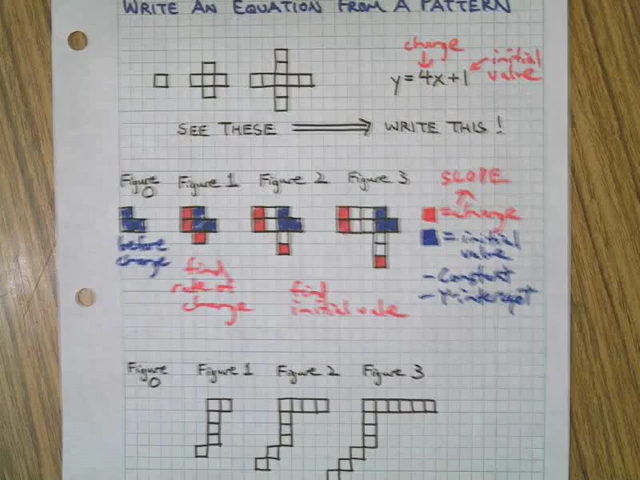 WRITE AN EQUATION FROM A PATTERN
change
initial
value
y=4x+1
SEE THESE
WRITE THIS!
Figure 0
Figure 1
Figure 2
Figure 3
SLOPE
= change
= initial
value
- Constant
- Y-intercept
before
change
find
rate of
change
find
initial value
Figure 0
Figure 1
Figure 2
Figure 3